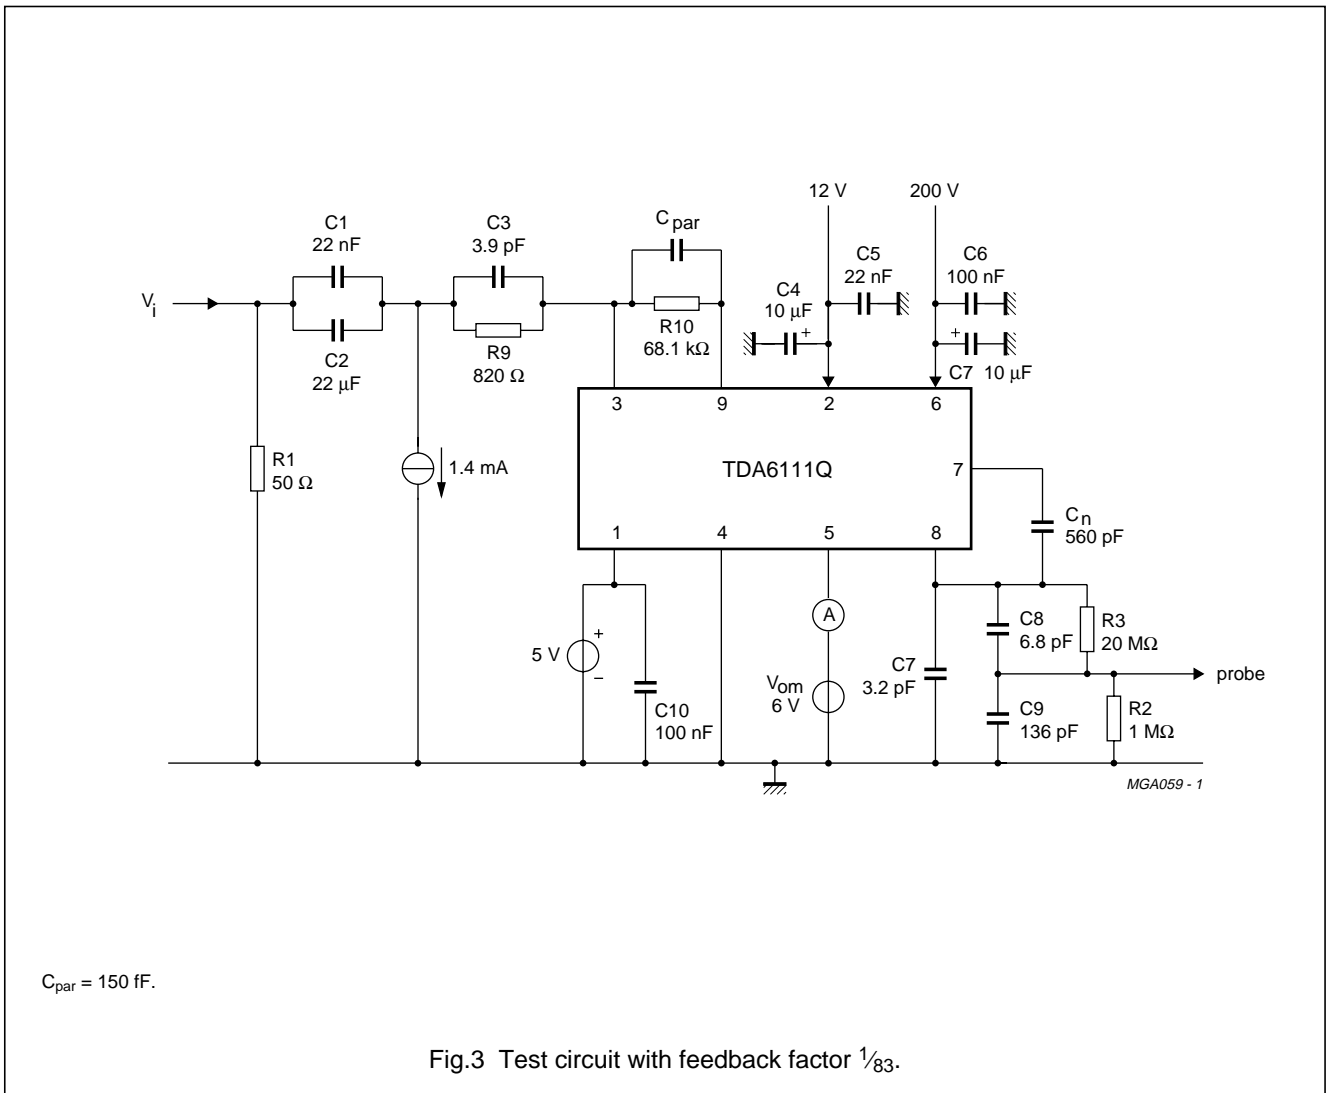 12 V
200 V
C1
22 nF
C3
3.9 pF
C par
C5
22 nF
C6
100 nF
C4
10 µF
+
Vi
C2
22 µF
R9
820 Ω
R10
68.1 kΩ
+
C7 10 µF
3
9
2
6
R1
50 Ω
1.4 mA
TDA6111Q
7
1
4
5
8
Cn
560 pF
A
C8
6.8 pF
R3
20 MΩ
5 V
+
−
C7
3.2 pF
probe
Vom
6 V
C10
100 nF
C9
136 pF
R2
1 MΩ
MGA059 - 1
Cpar = 150 fF.
Fig.3 Test circuit with feedback factor 1⁄83.